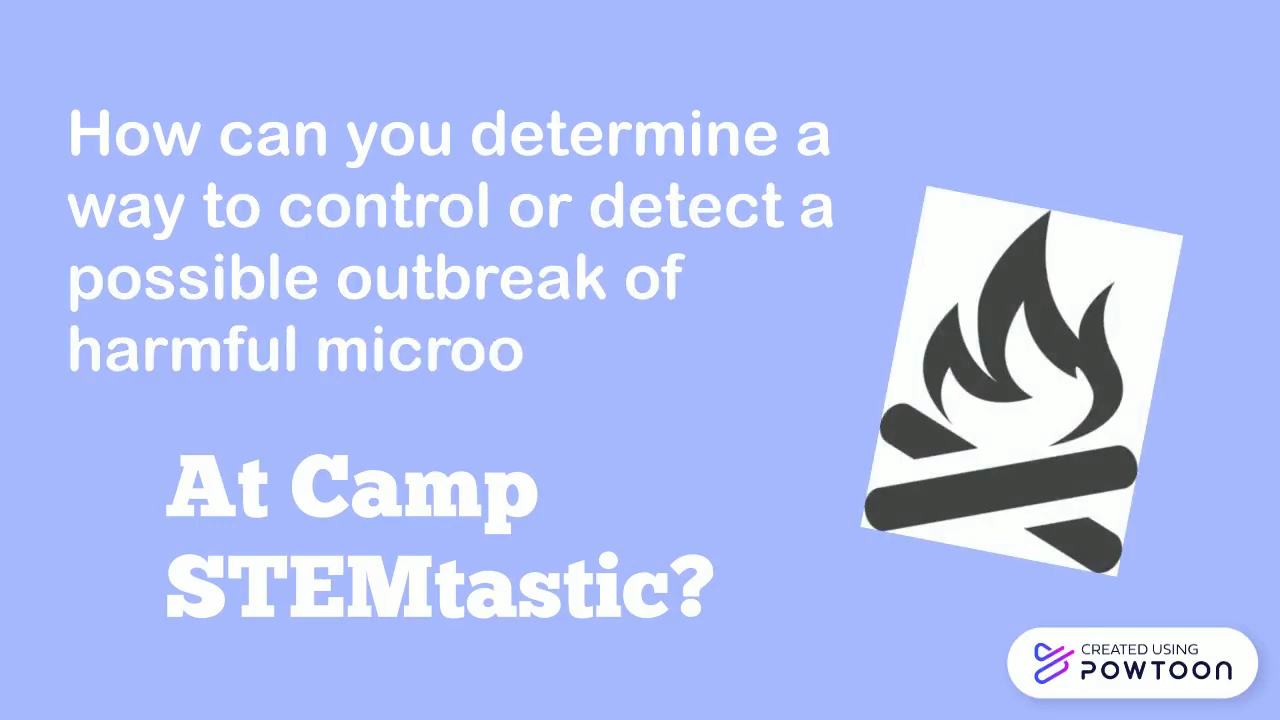 How can you determine a
way to control or detect a
possible outbreak of
harmful microo
At Camp
STEMtastic?
CREATED USING
POWTOON